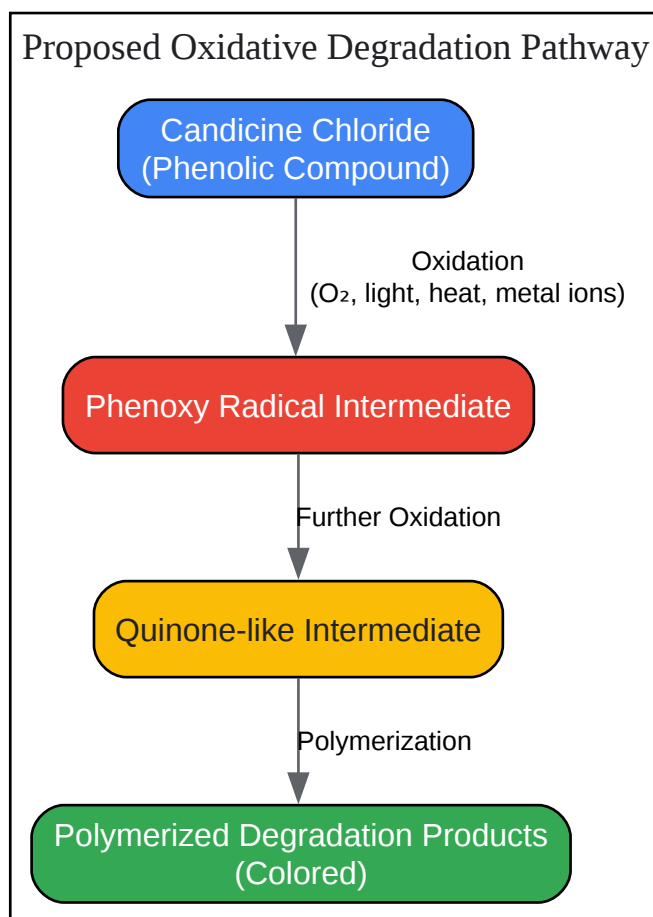 Proposed Oxidative Degradation Pathway
Candicine Chloride
(Phenolic Compound)
Oxidation
(O₂, light, heat, metal ions)
Phenoxy Radical Intermediate
Further Oxidation
Quinone-like Intermediate
Polymerization
Polymerized Degradation Products
(Colored)